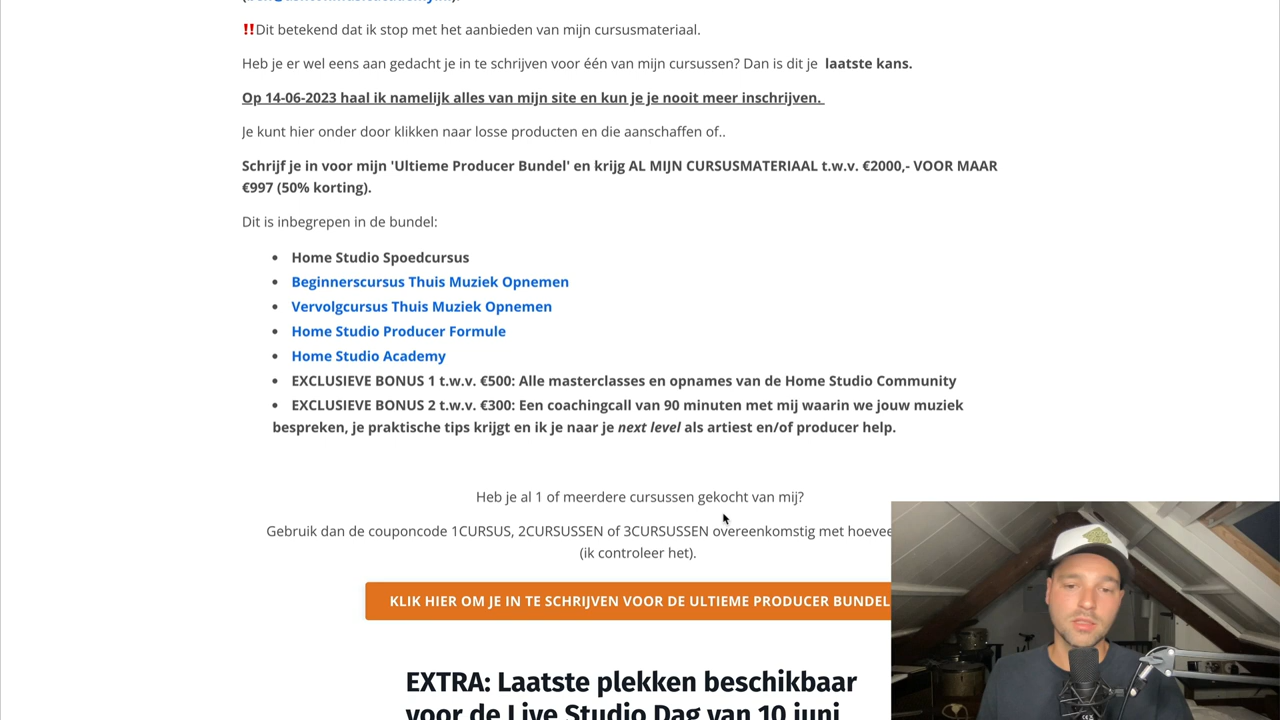 ‼Dit betekend dat ik stop met het aanbieden van mijn cursusmateriaal.
Heb je er wel eens aan gedacht je in te schrijven voor één van mijn cursussen? Dan is dit je laatste kans.
Op 14-06-2023 haal ik namelijk alles van mijn site en kun je je nooit meer inschrijven.
Je kunt hier onder door klikken naar losse producten en die aanschaffen of..
Schrijf je in voor mijn 'Ultieme Producer Bundel' en krijg AL MIJN CURSUSMATERIAAL t.w.v. €2000,- VOOR MAAR
€997 (50% korting).
Dit is inbegrepen in de bundel:
• Home Studio Spoedcursus
• Beginnerscursus Thuis Muziek Opnemen
• Vervolgcursus Thuis Muziek Opnemen
• Home Studio Producer Formule
• Home Studio Academy
• EXCLUSIEVE BONUS 1 t.w.v. €500: Alle masterclasses en opnames van de Home Studio Community
• EXCLUSIEVE BONUS 2 t.w.v. €300: Een coachingcall van 90 minuten met mij waarin we jouw muziek
bespreken, je praktische tips krijgt en ik je naar je next level als artiest en/of producer help.
Heb je al 1 of meerdere cursussen gekocht van mij?
Gebruik dan de couponcode 1CURSUS, 2CURSUSSEN of 3CURSUSSEN overeenkomstig met
(ik controleer het).
KLIK HIER OM JE IN TE SCHRIJVEN VOOR DE ULTIEME PRODUCER BUNDEL
EXTRA: Laatste plekken beschikbaar
voor de Live Studio Dag van 10 juni